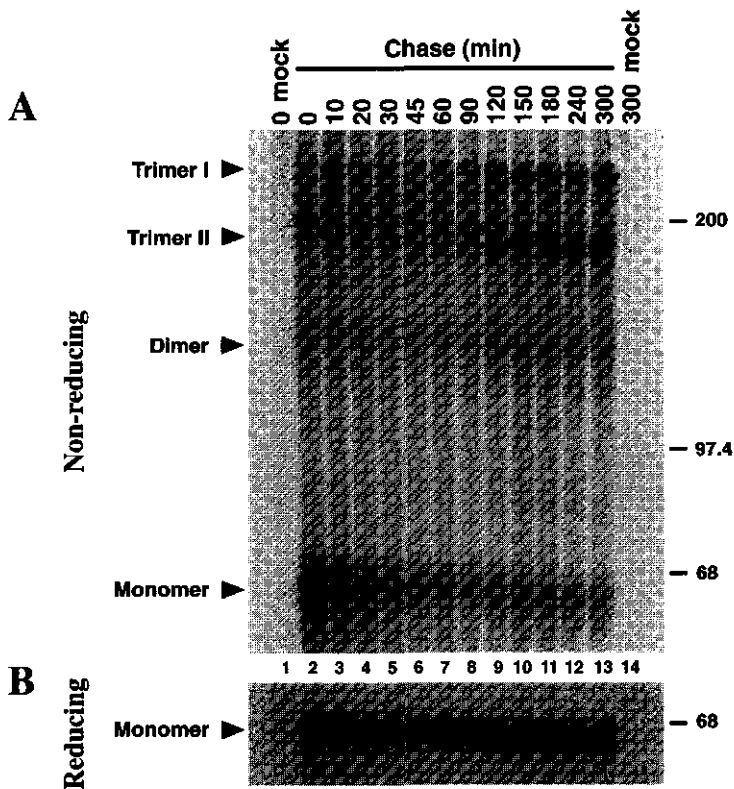 Chase (min)
0 mock
0
10
20
30
45
60
90
120
150
180
240
300
300 mock
A
Trimer I
Trimer II
Dimer
Monomer
Non-reducing
200
97.4
68
1 2 3 4 5 6 7 8 9 10 11 12 13 14
B
Reducing
Monomer
68